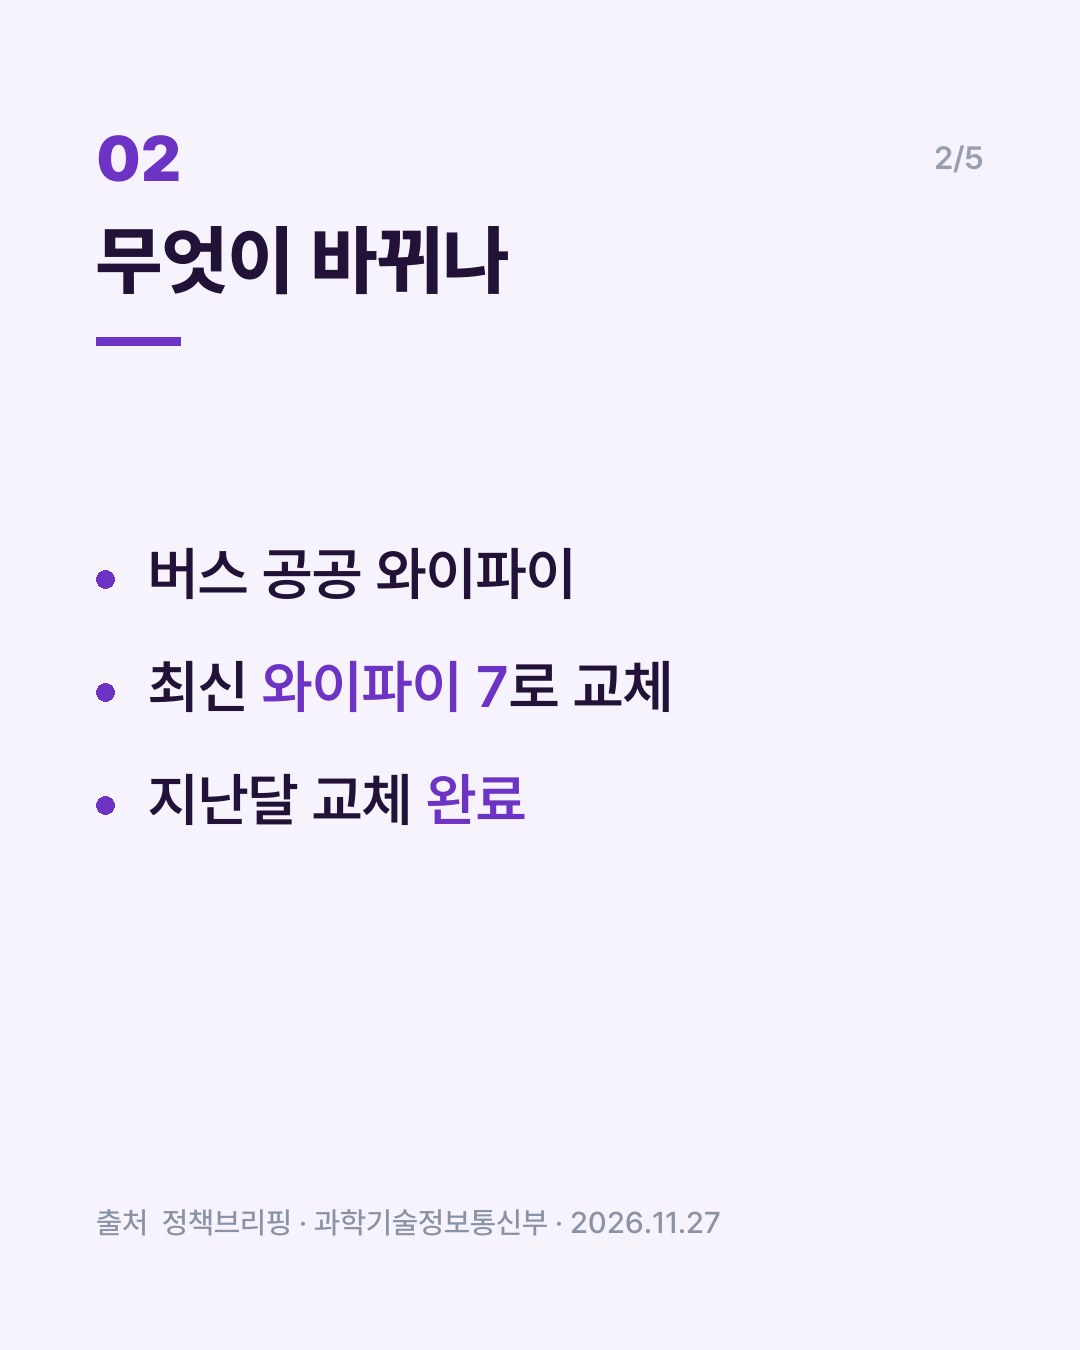 02
2/5
무엇이 바뀌나
버스 공공 와이파이
최신 와이파이 7로 교체
지난달 교체 완료
출처 정책브리핑 · 과학기술정보통신부 · 2026.11.27